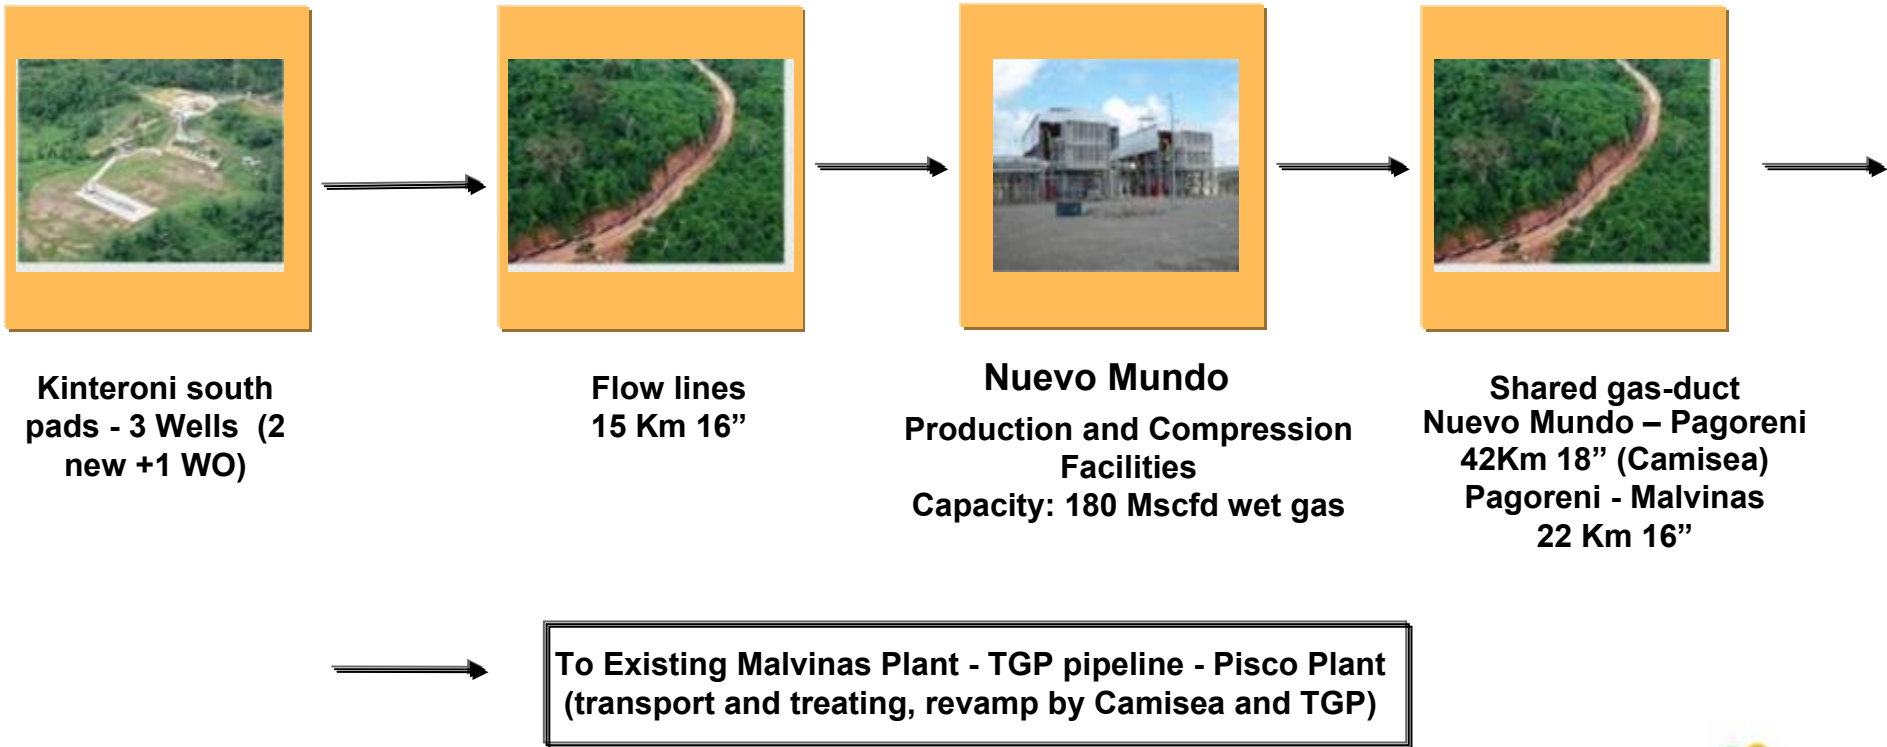 Kinteroni south
pads - 3 Wells (2
new +1 WO)
Flow lines
15 Km 16”
Nuevo Mundo
Production and Compression
Facilities
Capacity: 180 Mscfd wet gas
Shared gas-duct
Nuevo Mundo – Pagoreni
42Km 18” (Camisea)
Pagoreni - Malvinas
22 Km 16”
To Existing Malvinas Plant - TGP pipeline - Pisco Plant
(transport and treating, revamp by Camisea and TGP)